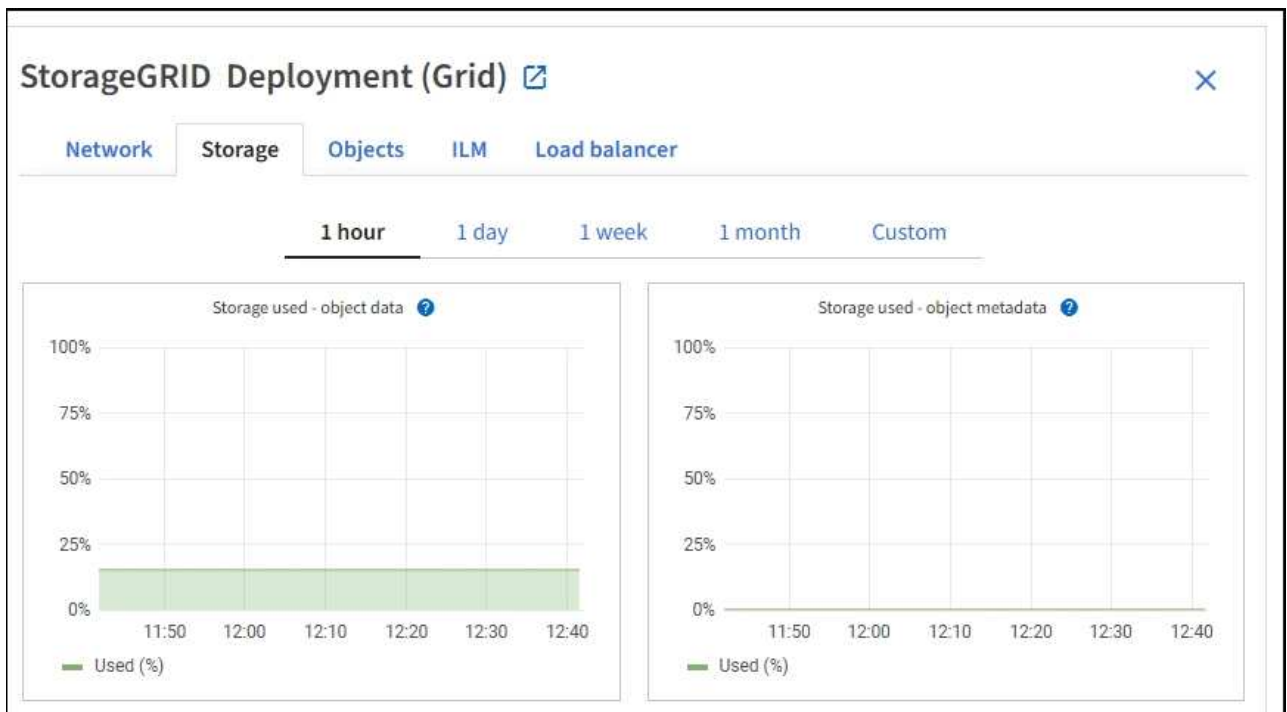 StorageGRID Deployment (Grid)
Network Storage Objects ILM Load balancer
1 hour 1 day 1 week 1 month Custom
Storage used - object data ?
100%
75%
50%
25%
0%
11:50 12:00 12:10 12:20 12:30 12:40
Used (%)
Storage used - object metadata ?
100%
75%
50%
25%
0%
11:50 12:00 12:10 12:20 12:30 12:40
Used (%)